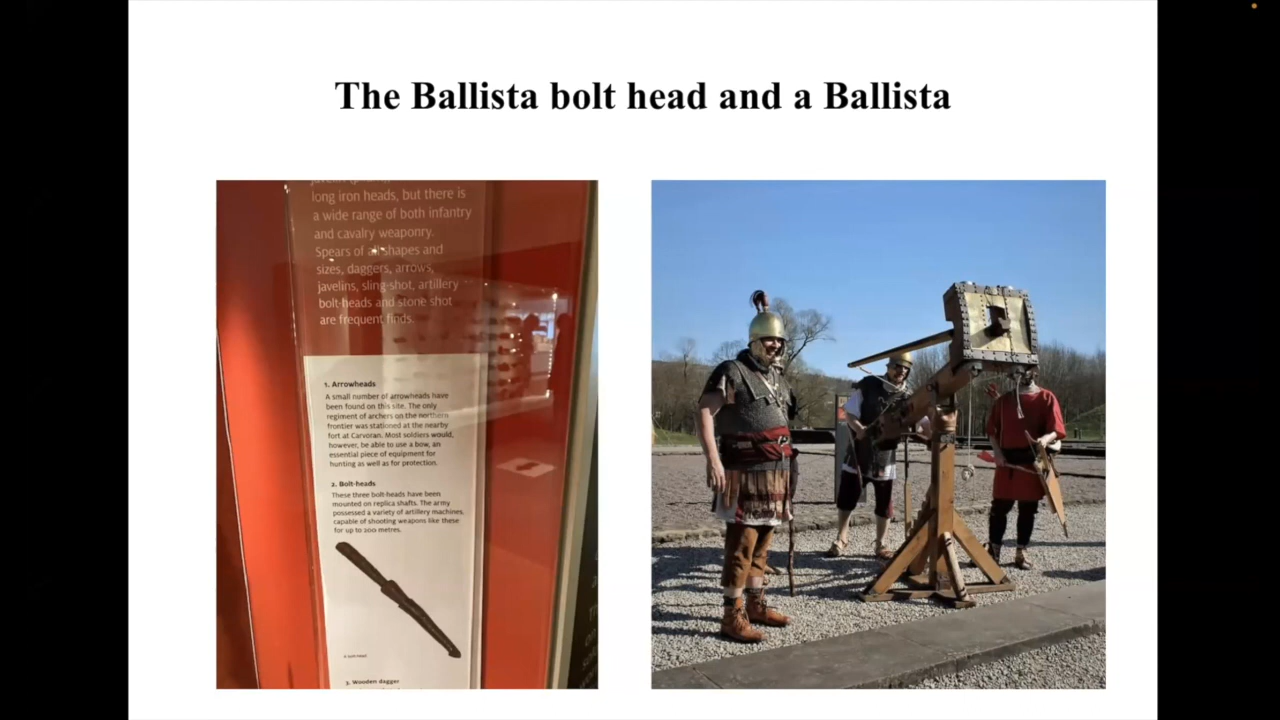 The Ballista bolt head and a Ballista
long iron heads, but there is
a wide range of both infantry
and cavalry weaponry.
Spears of all shapes and
sizes, daggers, arrows,
javelins, sling-shot, artillery
bolt-heads and stone shot
are frequent finds.
1. Arrowheads
A small number of arrowheads have
been found on this site. The only
regiment of archers on the northern
frontier was stationed at the nearby
fort at Carvoran. Most soldiers would,
however, be able to use a bow, an
essential piece of equipment for
hunting as well as for protection.
2. Bolt-heads
These three bolt-heads have been
mounted on replica shafts. The army
possessed a variety of artillery machines,
capable of shooting weapons like these
for up to 200 metres.
3. Wooden dagger